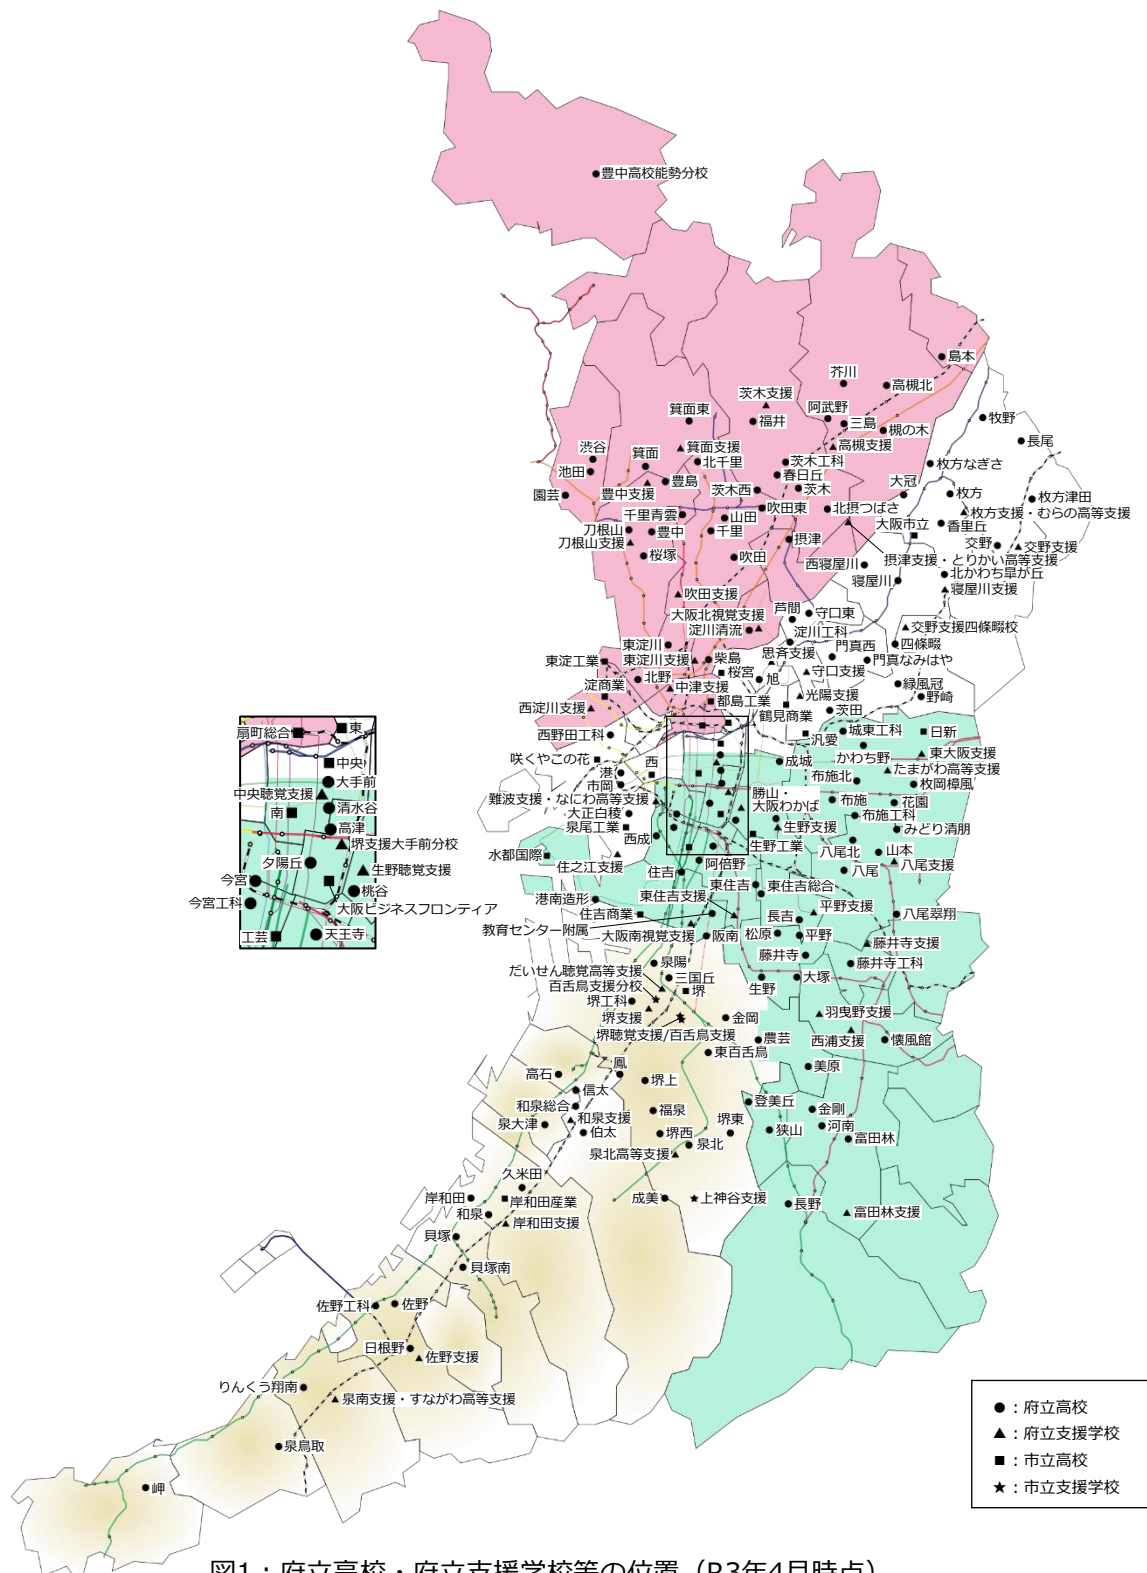 豊中高校能勢分校
島本
芥川
高槻北
茨木支援
箕面東
福井
阿武野
三島
槻の木
牧野
長尾
高槻支援
渋谷
箕面
箕面支援
北千里
茨木工科
枚方なぎさ
池田
春日丘
豊中支援
豊島
茨木西
茨木
大冠
枚方
枚方津田
園芸
千里青雲
山田
吹田東
北摂つばさ
枚方支援・むらの高等支援
大阪市立
香里丘
刀根山
豊中
千里
摂津
交野
交野支援
刀根山支援
桜塚
吹田
西寝屋川
摂津支援・とりかい高等支援
寝屋川
北かわち皐が丘
寝屋川支援
吹田支援
大阪北視覚支援
芦間
守口東
淀川清流
淀川工科
交野支援四條畷校
東淀川
思斉支援
門真西
四條畷
東淀工業
東淀川支援
柴島
桜宮
守口支援
門真なみはや
淀商業
北野
中津支援
旭
緑風冠
都島工業
光陽支援
野崎
西淀川支援
鶴見商業
茨田
西野田工科
汎愛
城東工科
日新
扇町総合
東
中央
大手前
中央聴覚支援
清水谷
南
高津
堺支援大手前分校
夕陽丘
生野聴覚支援
今宮
桃谷
今宮工科
大阪ビジネスフロンティア
工芸
天王寺
咲くやこの花
西
成城
かわち野
東大阪支援
港
布施北
たまがわ高等支援
市岡
枚岡樟風
難波支援・なにわ高等支援
勝山・
大阪わかば
布施
花園
大正白稜
布施工科
泉尾工業
生野支援
みどり清朋
西成
生野工業
八尾北
山本
水都国際
住之江支援
阿倍野
八尾
八尾支援
住吉
東住吉
東住吉総合
港南造形
東住吉支援
平野支援
住吉商業
長吉
八尾翠翔
教育センター附属
大阪南視覚支援
阪南
松原
平野
藤井寺支援
藤井寺
藤井寺工科
泉陽
だいせん聴覚高等支援
三国丘
生野
大塚
百舌鳥支援分校
堺
堺工科
堺支援
金岡
羽曳野支援
堺聴覚支援/百舌鳥支援
農芸
西浦支援
懐風館
東百舌鳥
高石
鳳
堺上
美原
信太
和泉総合
福泉
登美丘
金剛
泉大津
和泉支援
堺東
狭山
河南
伯太
堺西
泉北
富田林
泉北高等支援
久米田
岸和田
岸和田産業
成美
上神谷支援
長野
和泉
岸和田支援
富田林支援
貝塚
貝塚南
佐野工科
佐野
日根野
佐野支援
りんくう翔南
泉南支援・すながわ高等支援
泉鳥取
岬
●：府立高校
▲：府立支援学校
■：市立高校
★：市立支援学校
図1：府立高校・府立支援学校等の位置（R3年4月時点）